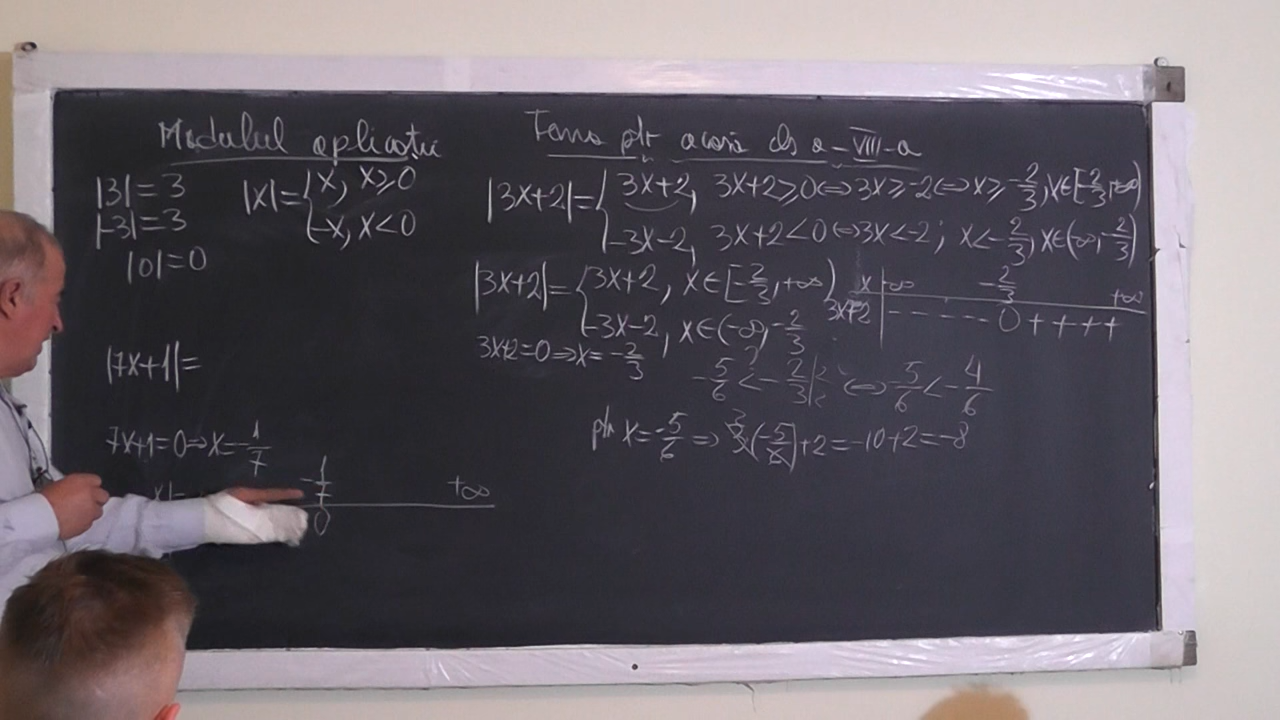 Modulul aplicații
|3| = 3
|-3| = 3
|0| = 0
|x| = { x, x ≥ 0
-x, x < 0
|7x+1| =
7x+1=0 ⇒ x = -1/7
x | -
-1/7
+∞
0
Tema ptr acasă cls a-VIII-a
|3x+2| = { 3x+2, 3x+2 ≥ 0 ⇔ 3x ≥ -2 ⇔ x ≥ -2/3, x ∈ [-2/3, +∞)
-3x-2, 3x+2 < 0 ⇔ 3x < -2; x < -2/3, x ∈ (-∞, -2/3)
|3x+2| = { 3x+2, x ∈ [-2/3, +∞)
-3x-2, x ∈ (-∞, -2/3)
x | -∞ -2/3 +∞
3x+2 | - - - - - - 0 + + + +
3x+2=0 ⇒ x = -2/3
-5/6 < -2/3 ⇔ -5/6 < -4/6
ptr x = -5/6 ⇒ 3(-5/6)+2 = -10+2 = -8